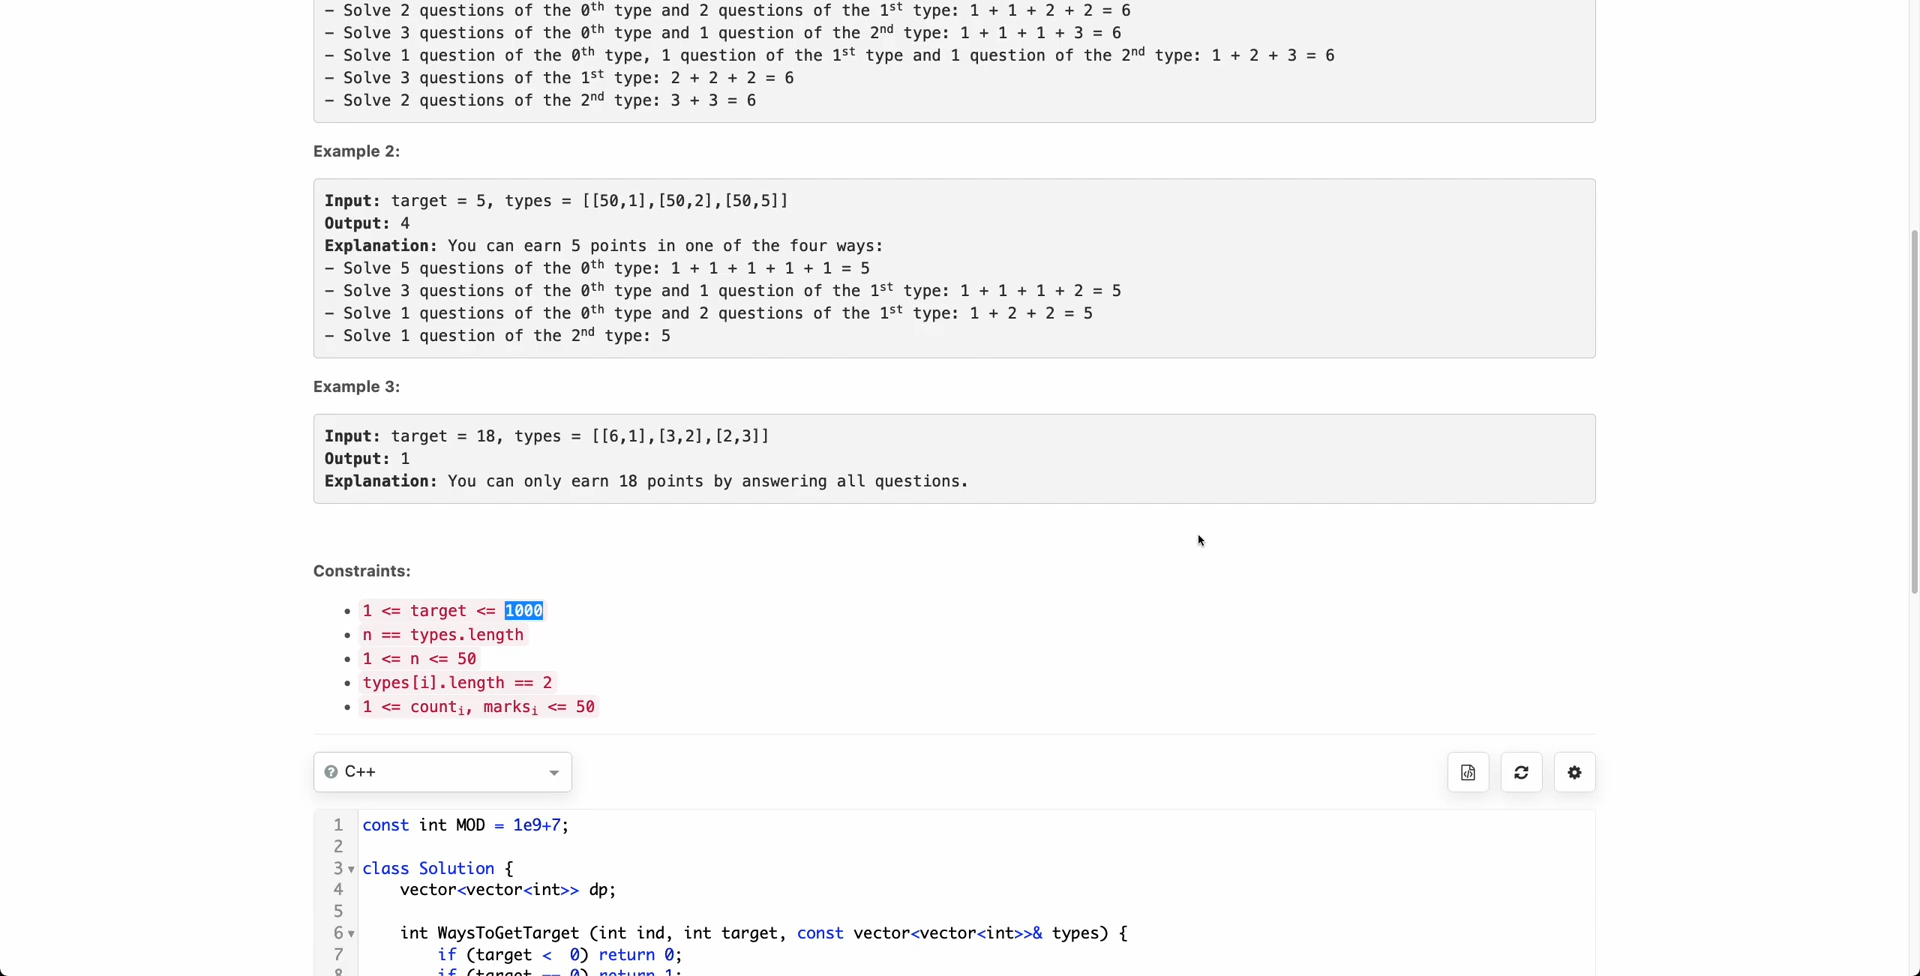 – Solve 2 questions of the 0th type and 2 questions of the 1st type: 1 + 1 + 2 + 2 = 6
– Solve 3 questions of the 0th type and 1 question of the 2nd type: 1 + 1 + 1 + 3 = 6
– Solve 1 question of the 0th type, 1 question of the 1st type and 1 question of the 2nd type: 1 + 2 + 3 = 6
– Solve 3 questions of the 1st type: 2 + 2 + 2 = 6
– Solve 2 questions of the 2nd type: 3 + 3 = 6
Example 2:
Input: target = 5, types = [[50,1],[50,2],[50,5]]
Output: 4
Explanation: You can earn 5 points in one of the four ways:
– Solve 5 questions of the 0th type: 1 + 1 + 1 + 1 + 1 = 5
– Solve 3 questions of the 0th type and 1 question of the 1st type: 1 + 1 + 1 + 2 = 5
– Solve 1 questions of the 0th type and 2 questions of the 1st type: 1 + 2 + 2 = 5
– Solve 1 question of the 2nd type: 5
Example 3:
Input: target = 18, types = [[6,1],[3,2],[2,3]]
Output: 1
Explanation: You can only earn 18 points by answering all questions.
Constraints:
• 1 <= target <= 1000
• n == types.length
• 1 <= n <= 50
• types[i].length == 2
• 1 <= counti, marksi <= 50
C++
1 const int MOD = 1e9+7;
2
3 class Solution {
4 vector<vector<int>> dp;
5
6 int WaysToGetTarget (int ind, int target, const vector<vector<int>>& types) {
7 if (target < 0) return 0;
8 if (target == 0) return 1;